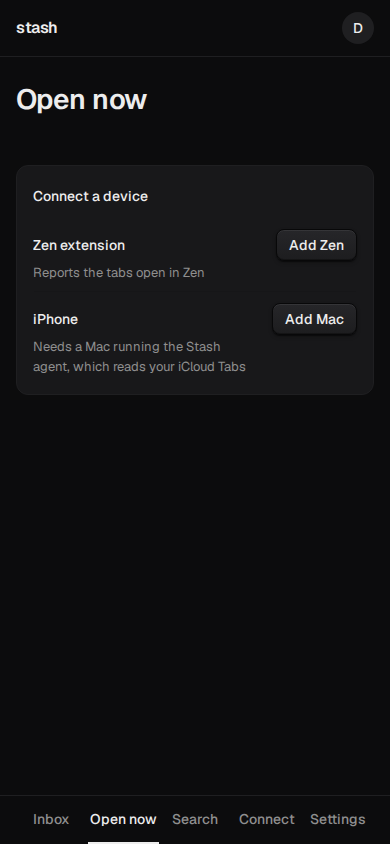 stash
D
Open now
Connect a device
Zen extension
Add Zen
Reports the tabs open in Zen
iPhone
Add Mac
Needs a Mac running the Stash
agent, which reads your iCloud Tabs
Inbox
Open now
Search
Connect
Settings